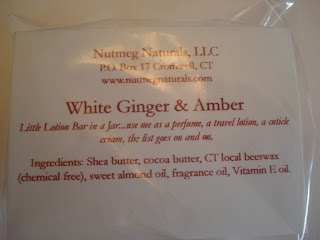 Nutmeg Naturals, LLC
P.O. Box 17 Cromwell, CT
www.nutmegnaturals.com
White Ginger & Amber
Little Lotion Bar in a Jar...use me as a perfume, a travel lotion, a cuticle
cream, the list goes on and on.
Ingredients: Shea butter, cocoa butter, CT local beeswax
(chemical free), sweet almond oil, fragrance oil, Vitamin E oil.